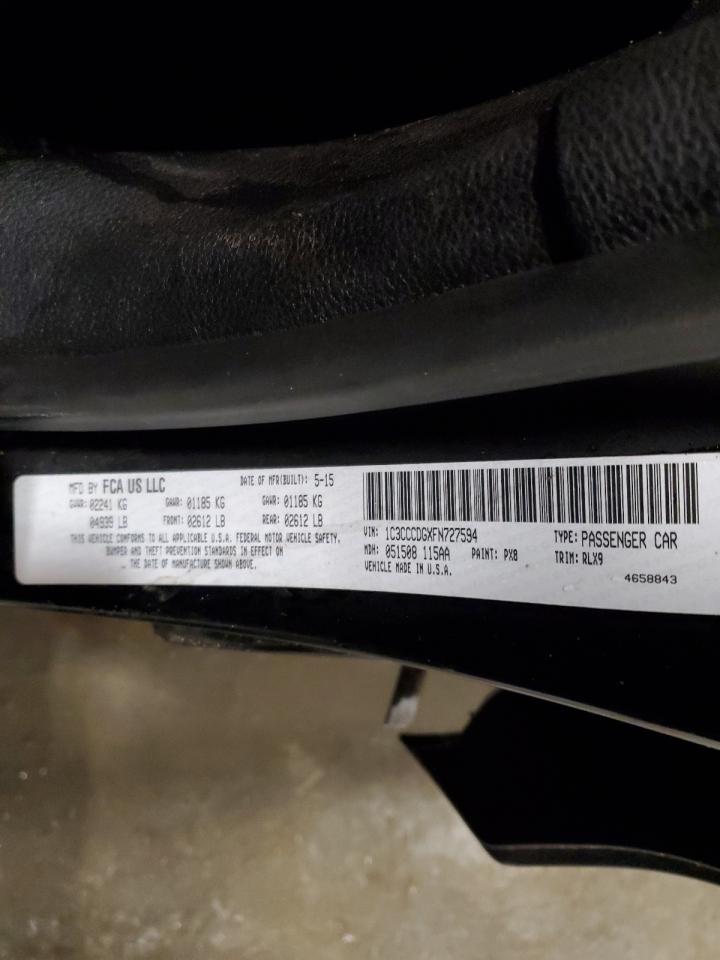 MFD BY FCA US LLC DATE OF MFR(BUILT): 5-15
GVWR: 02241 KG GAWR: 01185 KG GAWR: 01185 KG
04939 LB FRONT: 02612 LB REAR: 02612 LB
THIS VEHICLE CONFORMS TO ALL APPLICABLE U.S.A. FEDERAL MOTOR VEHICLE SAFETY,
BUMPER AND THEFT PREVENTION STANDARDS IN EFFECT ON
THE DATE OF MANUFACTURE SHOWN ABOVE.
VIN: 1C3CCCDGXFN727594 TYPE: PASSENGER CAR
MDH: 051508 115AA PAINT: PX8 TRIM: RLX9
VEHICLE MADE IN U.S.A. 4658843